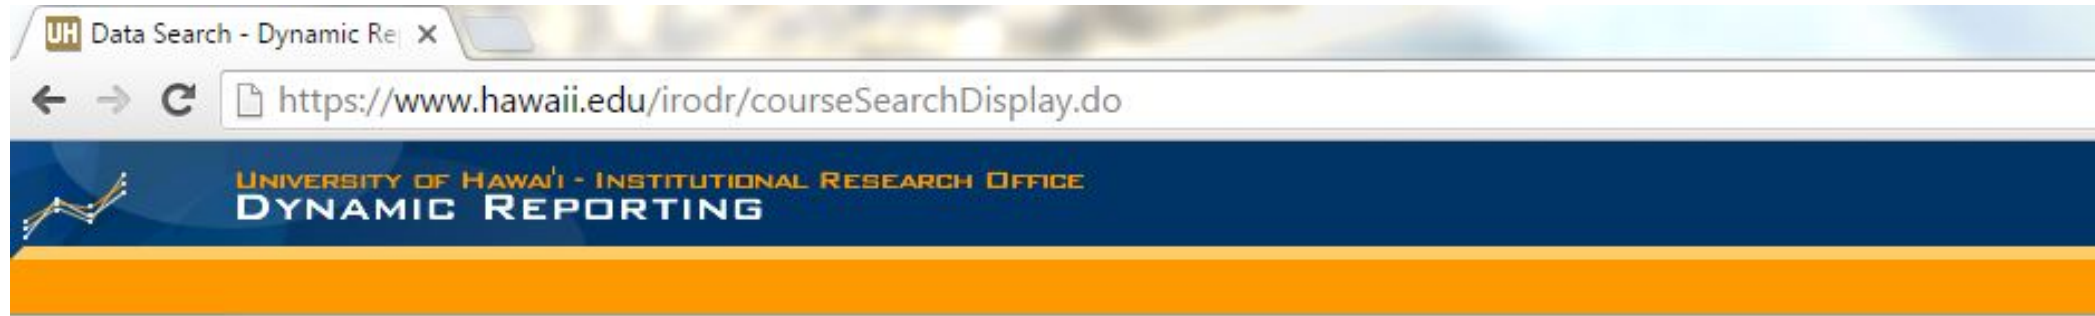 UH Data Search - Dynamic Re
https://www.hawaii.edu/irodr/courseSearchDisplay.do
UNIVERSITY OF HAWAI'I - INSTITUTIONAL RESEARCH OFFICE
DYNAMIC REPORTING